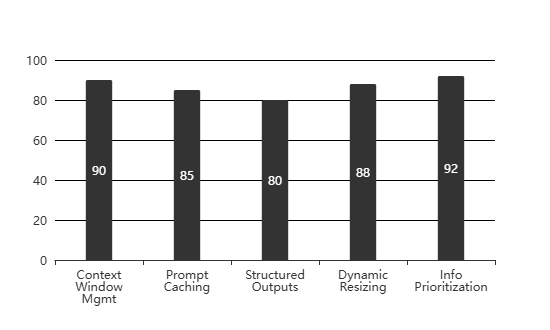 100
80
60
40
20
0
90
85
80
88
92
Context
Window
Mgmt
Prompt
Caching
Structured
Outputs
Dynamic
Resizing
Info
Prioritization